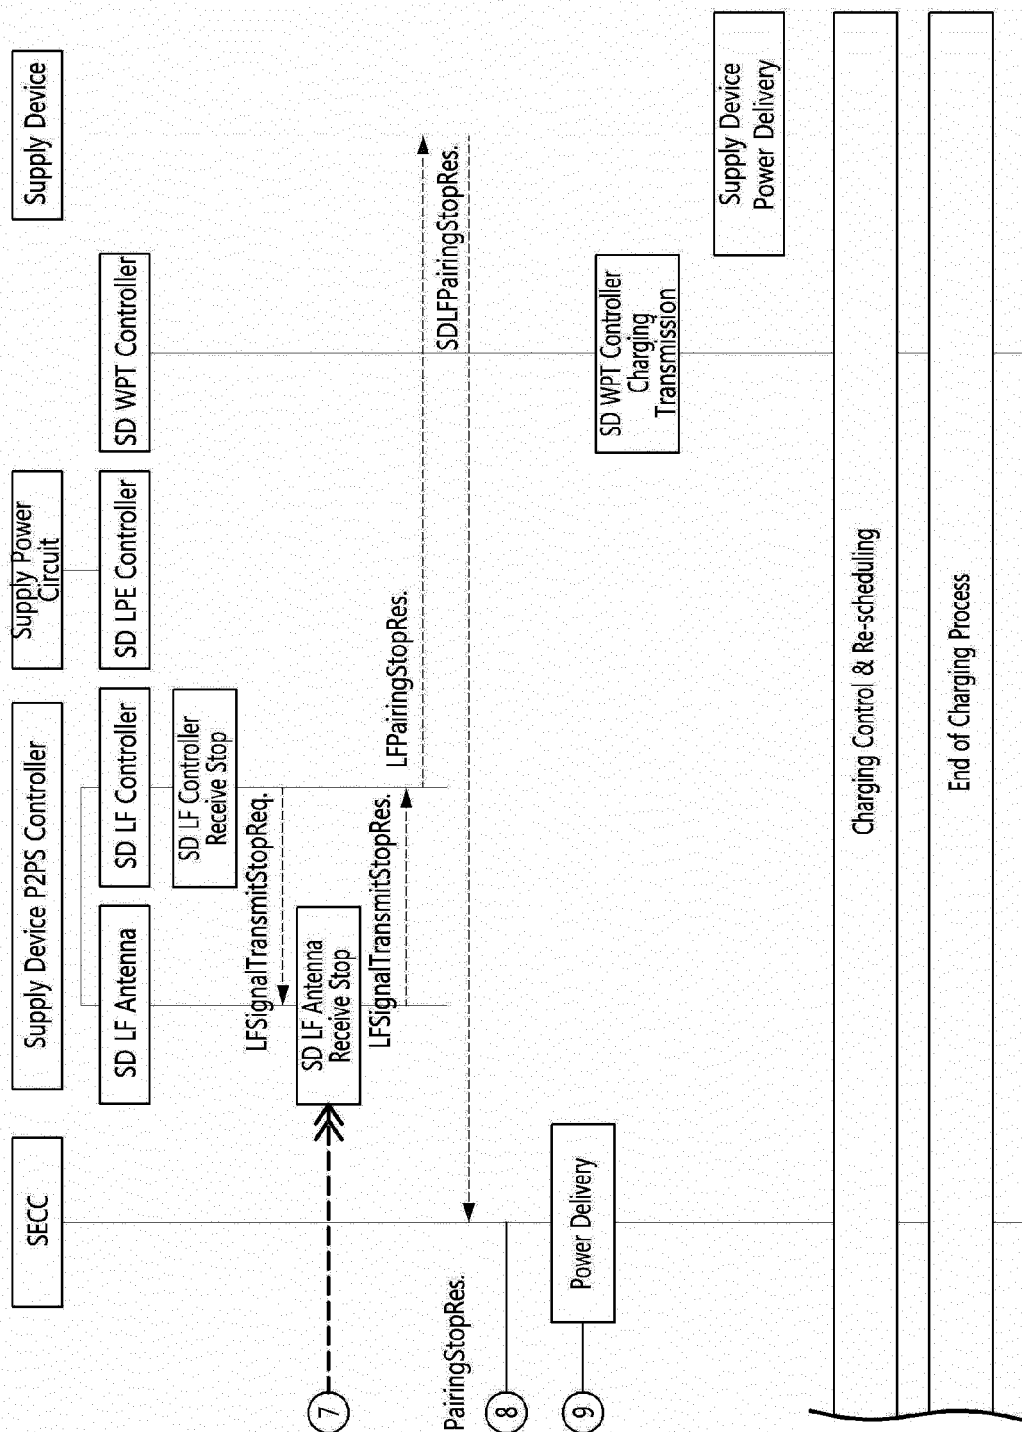 SECC
Supply Device P2PS Controller
Supply Power
Circuit
Supply Device
SD LF Antenna
SD LF Controller
SD LPE Controller
SD WPT Controller
SD LF Controller
Receive Stop
LFSignalTransmitStopReq.
7
SD LF Antenna
Receive Stop
LFSignalTransmitStopRes.
LFPairingStopRes.
SDLFPairingStopRes.
PairingStopRes.
8
9
Power Delivery
SD WPT Controller
Charging
Transmission
Supply Device
Power Delivery
Charging Control & Re-scheduling
End of Charging Process